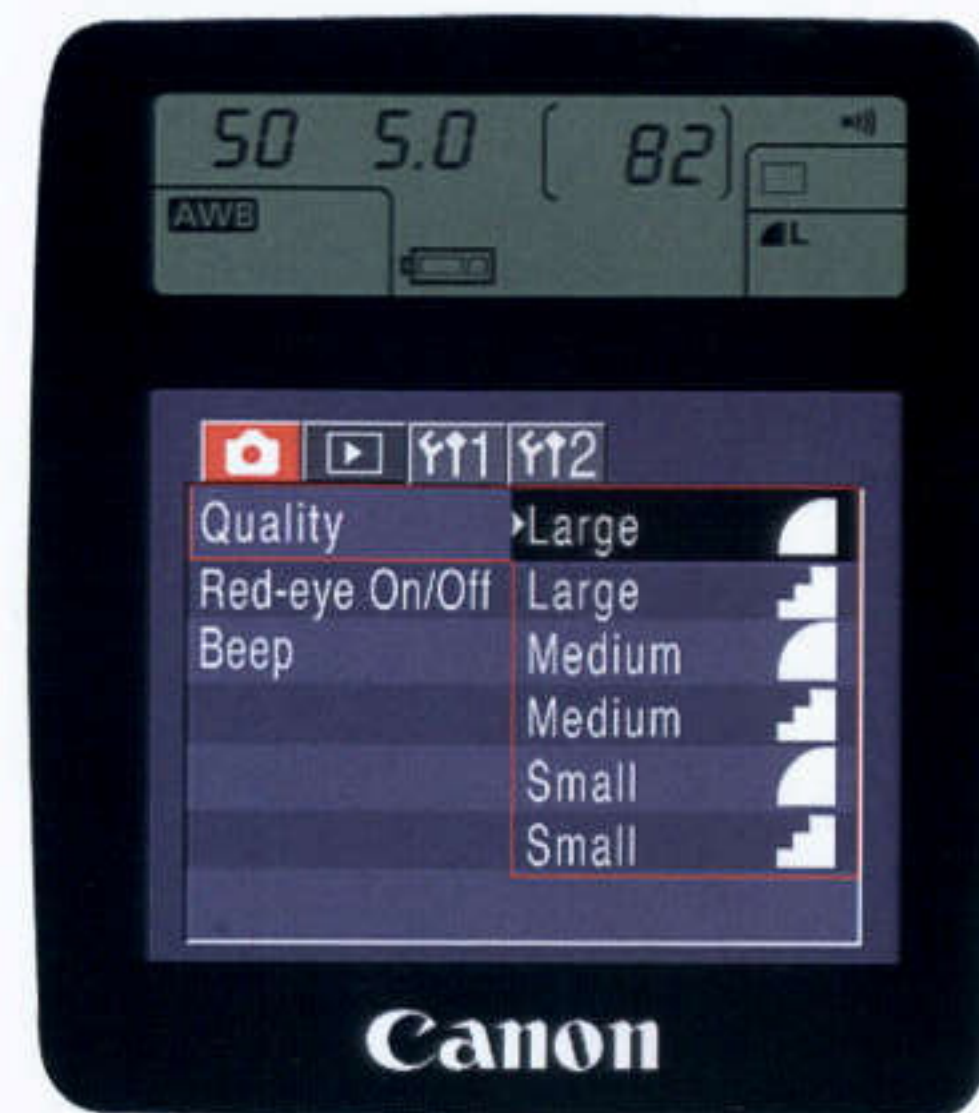 50 5.0 [ 82]
AWB
L
1 2
Quality Large
Red-eye On/Off Large
Beep Medium
Medium
Small
Small
Canon